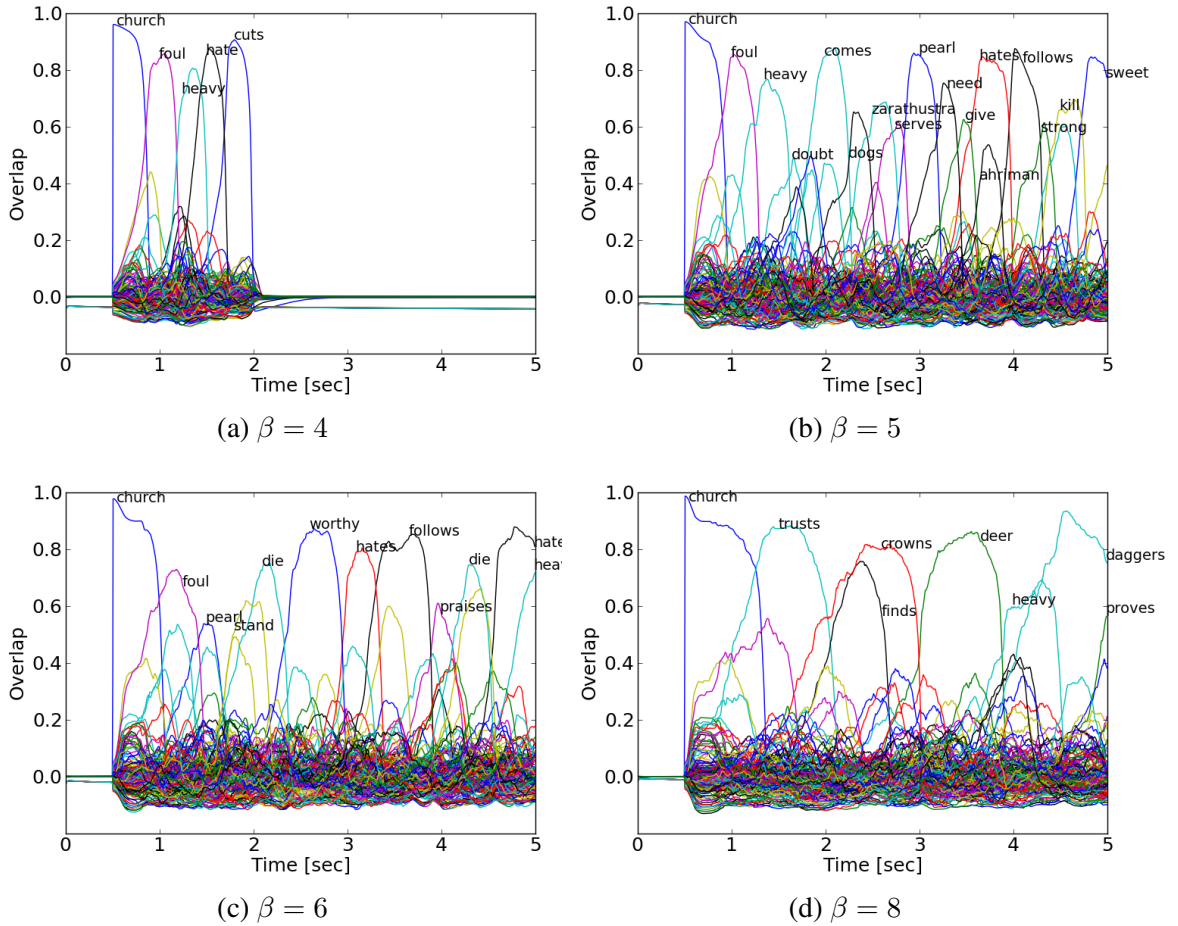 1.0
church
cuts
foul
hate
0.8
heavy
0.6
0.4
0.2
0.0
Overlap
0 1 2 3 4 5
Time [sec]
(a) β = 4
1.0
church
foul
comes
pearl
hates
follows
0.8
heavy
need
sweet
zarathustra
kill
0.6
serves
give
strong
doubt
dogs
0.4
ahriman
0.2
0.0
Overlap
0 1 2 3 4 5
Time [sec]
(b) β = 5
1.0
church
worthy
follows
0.8
hates
hate
die
die
foul
0.6
pearl
praises
stand
0.4
0.2
0.0
Overlap
0 1 2 3 4 5
Time [sec]
(c) β = 6
1.0
church
trusts
deer
crowns
0.8
daggers
heavy
0.6
finds
proves
0.4
0.2
0.0
Overlap
0 1 2 3 4 5
Time [sec]
(d) β = 8